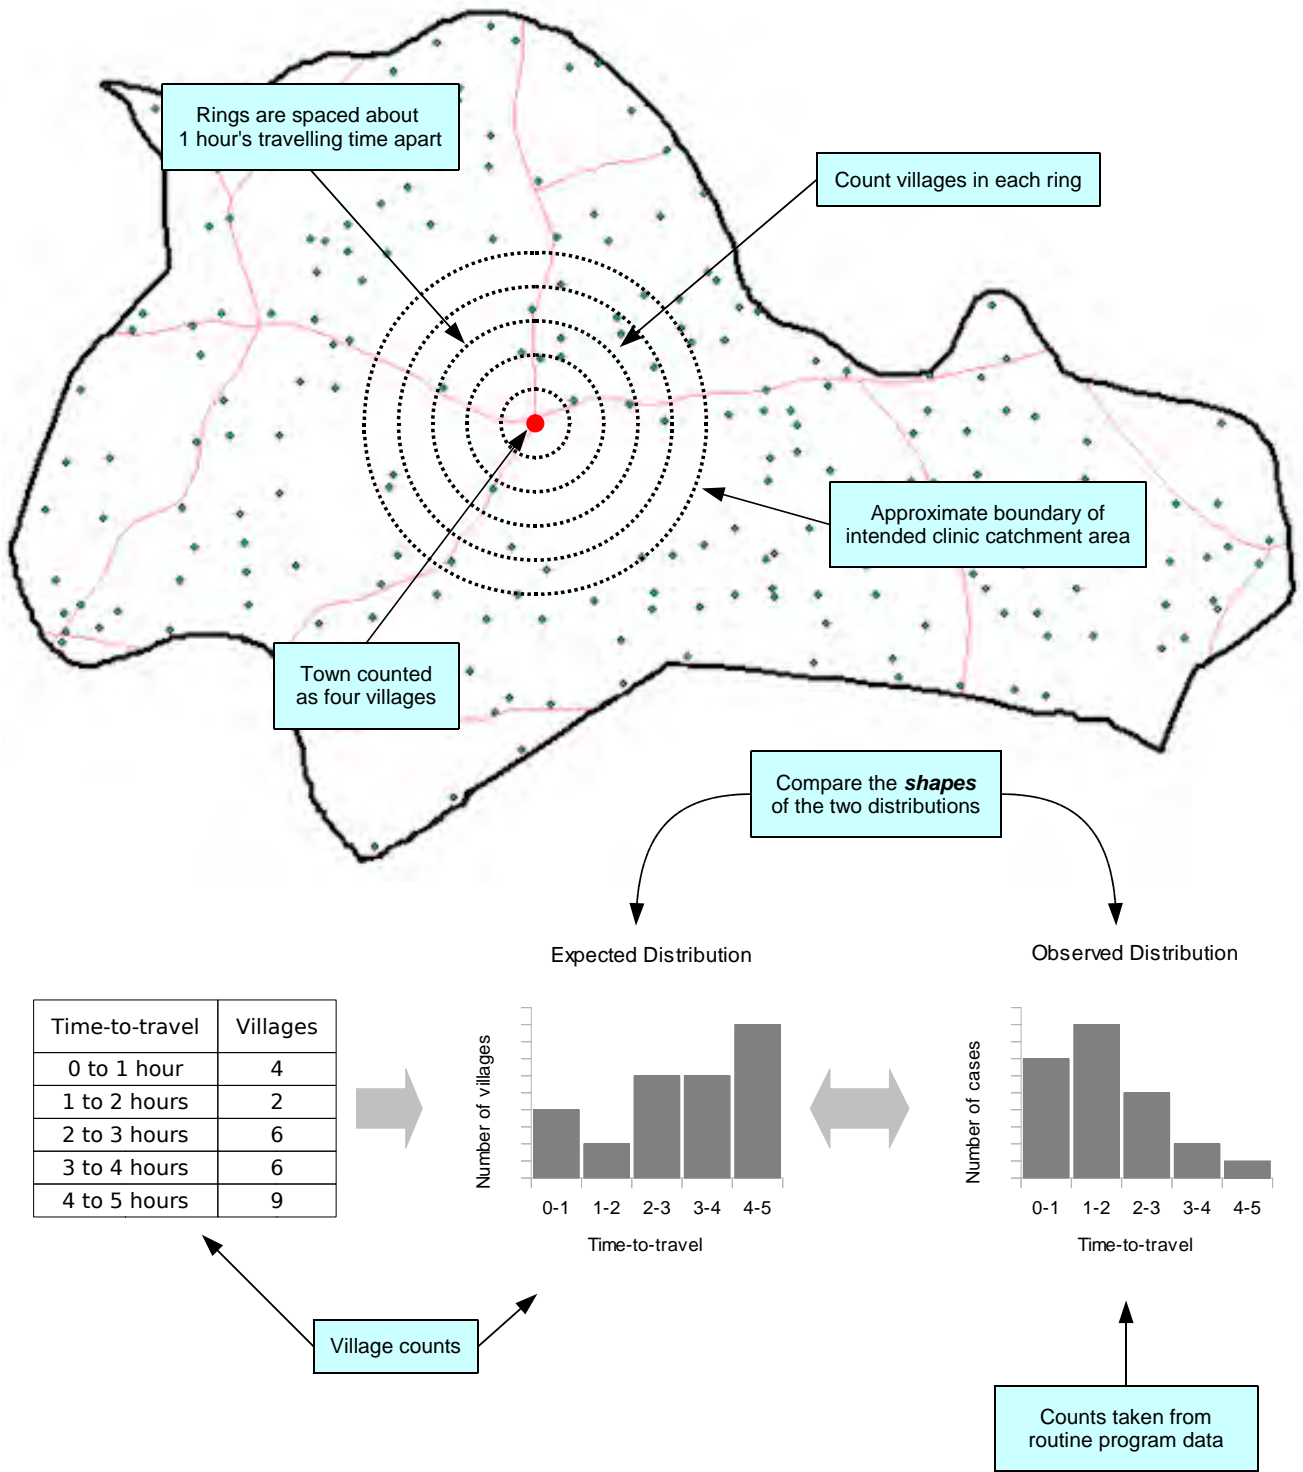 Rings are spaced about
1 hour's travelling time apart
Count villages in each ring
Approximate boundary of
intended clinic catchment area
Town counted
as four villages
Compare the shapes
of the two distributions
Expected Distribution
Observed Distribution
Time-to-travel Villages
0 to 1 hour 4
1 to 2 hours 2
2 to 3 hours 6
3 to 4 hours 6
4 to 5 hours 9
Number of villages
0-1 1-2 2-3 3-4 4-5
Time-to-travel
Number of cases
0-1 1-2 2-3 3-4 4-5
Time-to-travel
Village counts
Counts taken from
routine program data